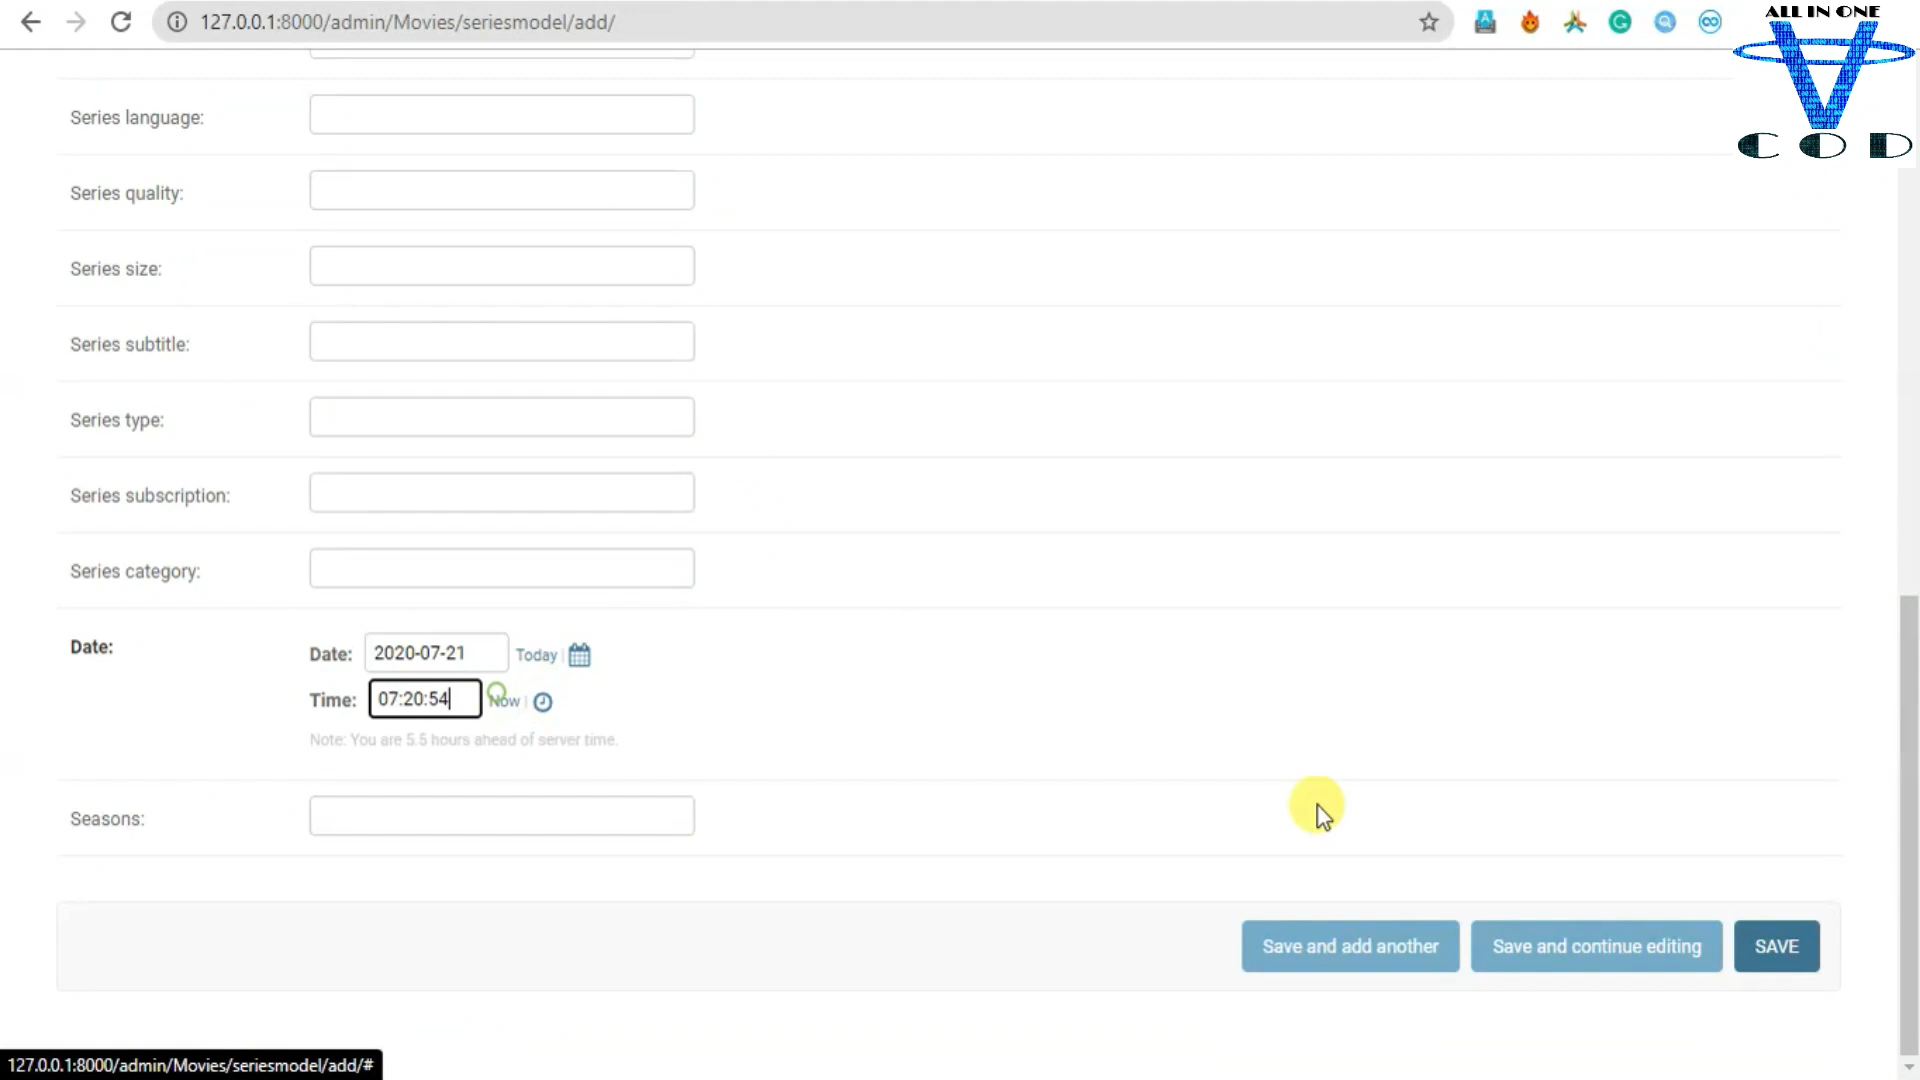 127.0.0.1:8000/admin/Movies/seriesmodel/add/
ALL IN ONE
COD
Series language:
Series quality:
Series size:
Series subtitle:
Series type:
Series subscription:
Series category:
Date:
Date: 2020-07-21 Today |
Time: 07:20:54 Now |
Note: You are 5.5 hours ahead of server time.
Seasons:
Save and add another Save and continue editing SAVE
127.0.0.1:8000/admin/Movies/seriesmodel/add/#